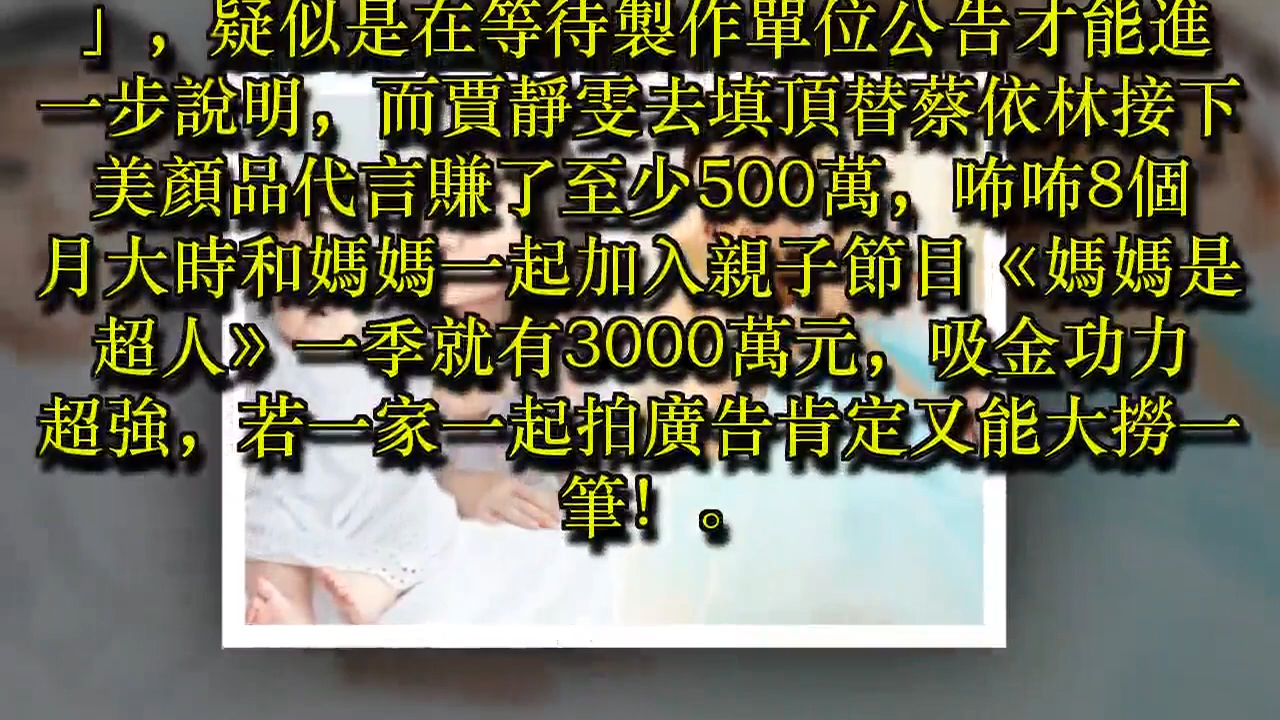 」，疑似是在等待製作單位公告才能進
一步說明，而賈靜雯去填頂替蔡依林接下
美顏品代言賺了至少500萬，咘咘8個
月大時和媽媽一起加入親子節目《媽媽是
超人》一季就有3000萬元，吸金功力
超強，若一家一起拍廣告肯定又能大撈一
筆！。